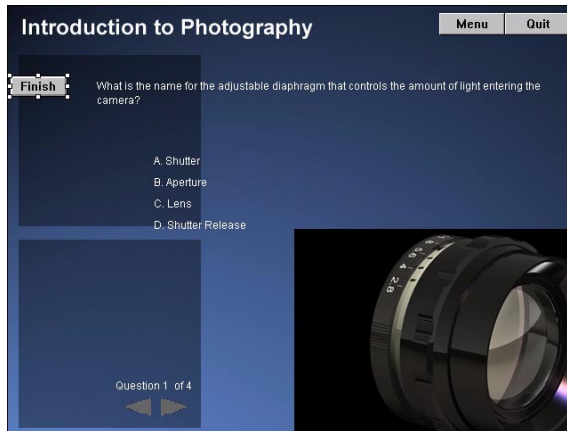 Introduction to Photography
Menu
Quit
Finish
What is the name for the adjustable diaphragm that controls the amount of light entering the
camera?
A. Shutter
B. Aperture
C. Lens
D. Shutter Release
Question 1 of 4